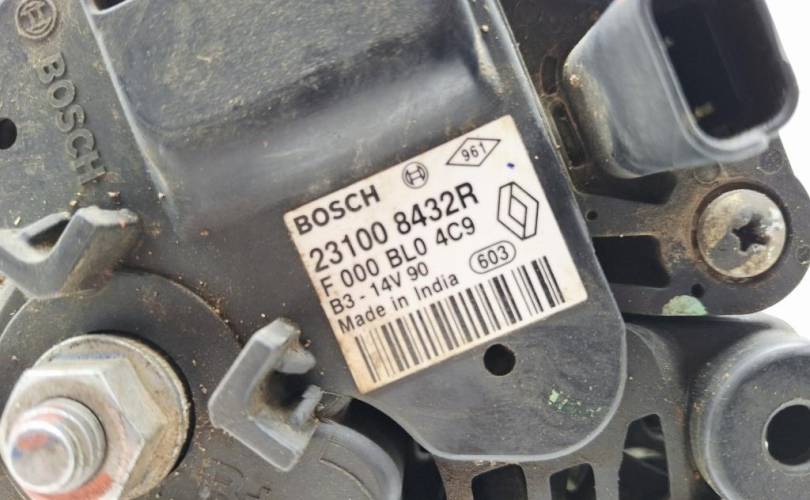 BOSCH
BOSCH
961
23100 8432R
F 000 BL0 4C9
B3 - 14V 90
603
Made in India